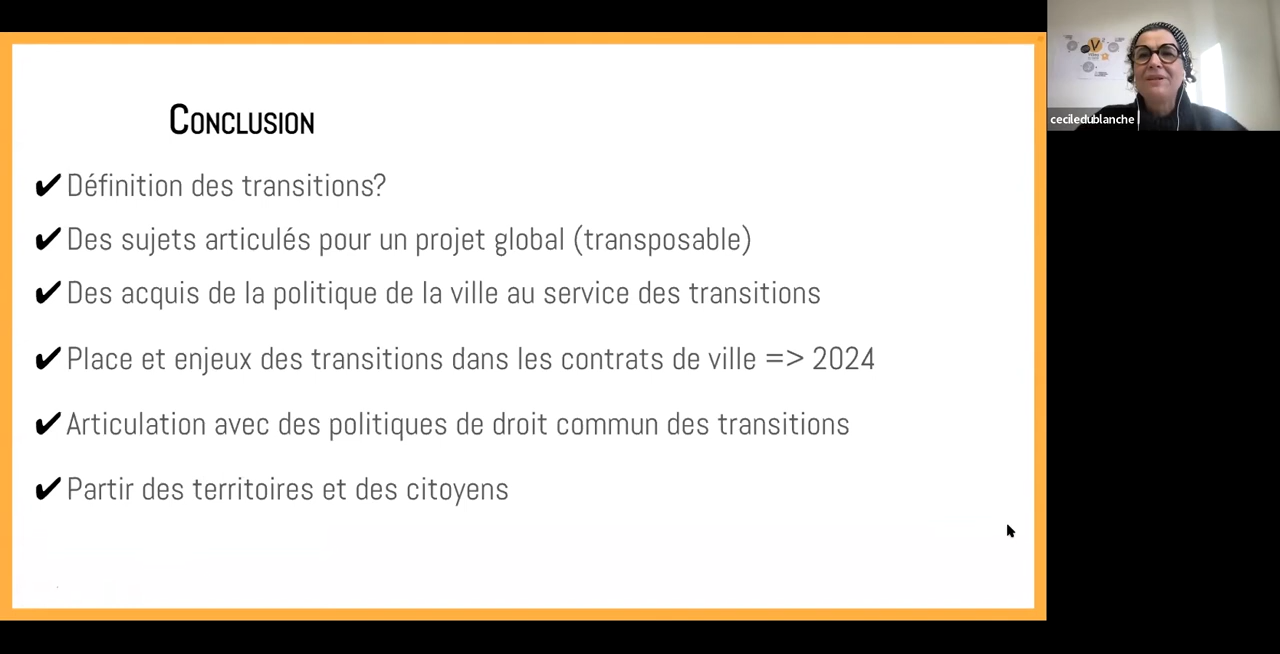 Conclusion
✔ Définition des transitions?
✔ Des sujets articulés pour un projet global (transposable)
✔ Des acquis de la politique de la ville au service des transitions
✔ Place et enjeux des transitions dans les contrats de ville => 2024
✔ Articulation avec des politiques de droit commun des transitions
✔ Partir des territoires et des citoyens
ceciledublanche
V